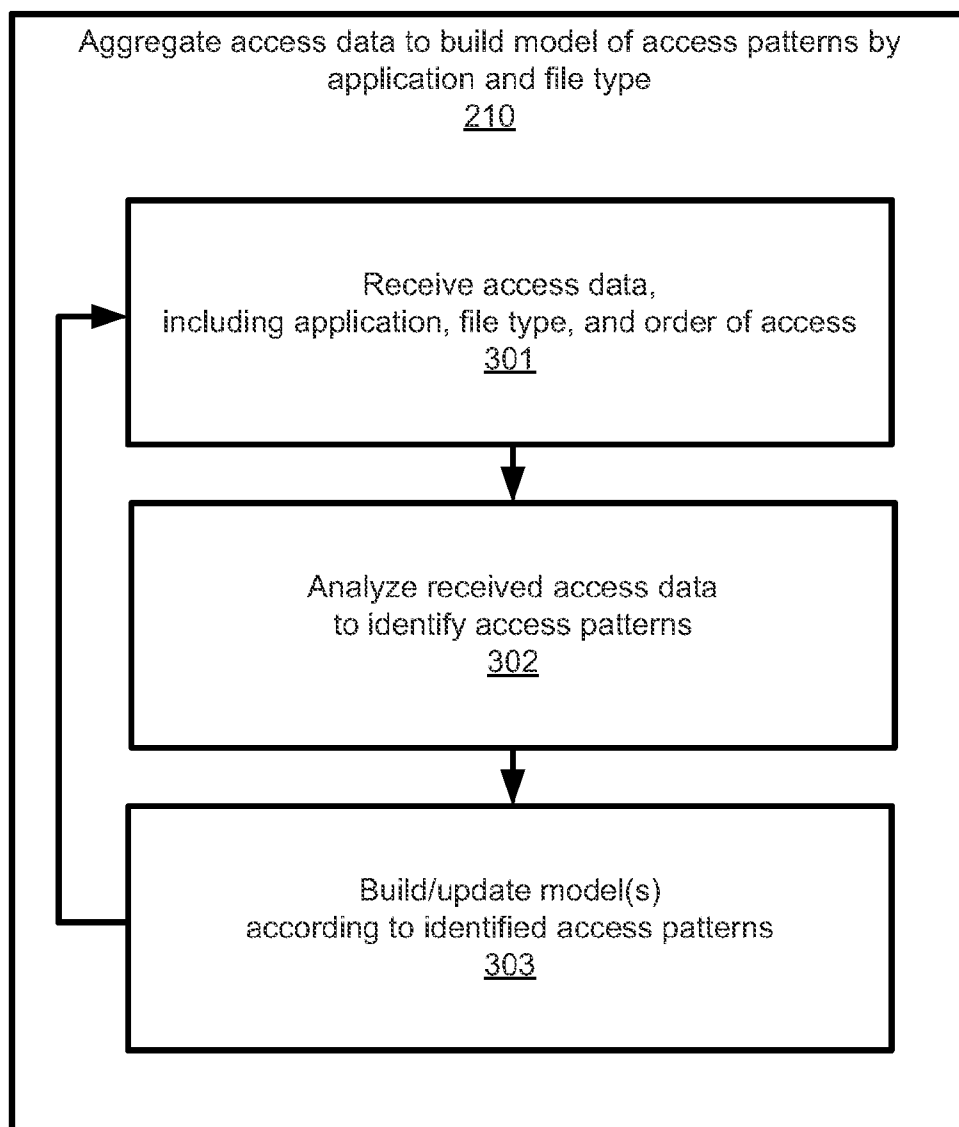 Aggregate access data to build model of access patterns by
application and file type
210
Receive access data,
including application, file type, and order of access
301
Analyze received access data
to identify access patterns
302
Build/update model(s)
according to identified access patterns
303